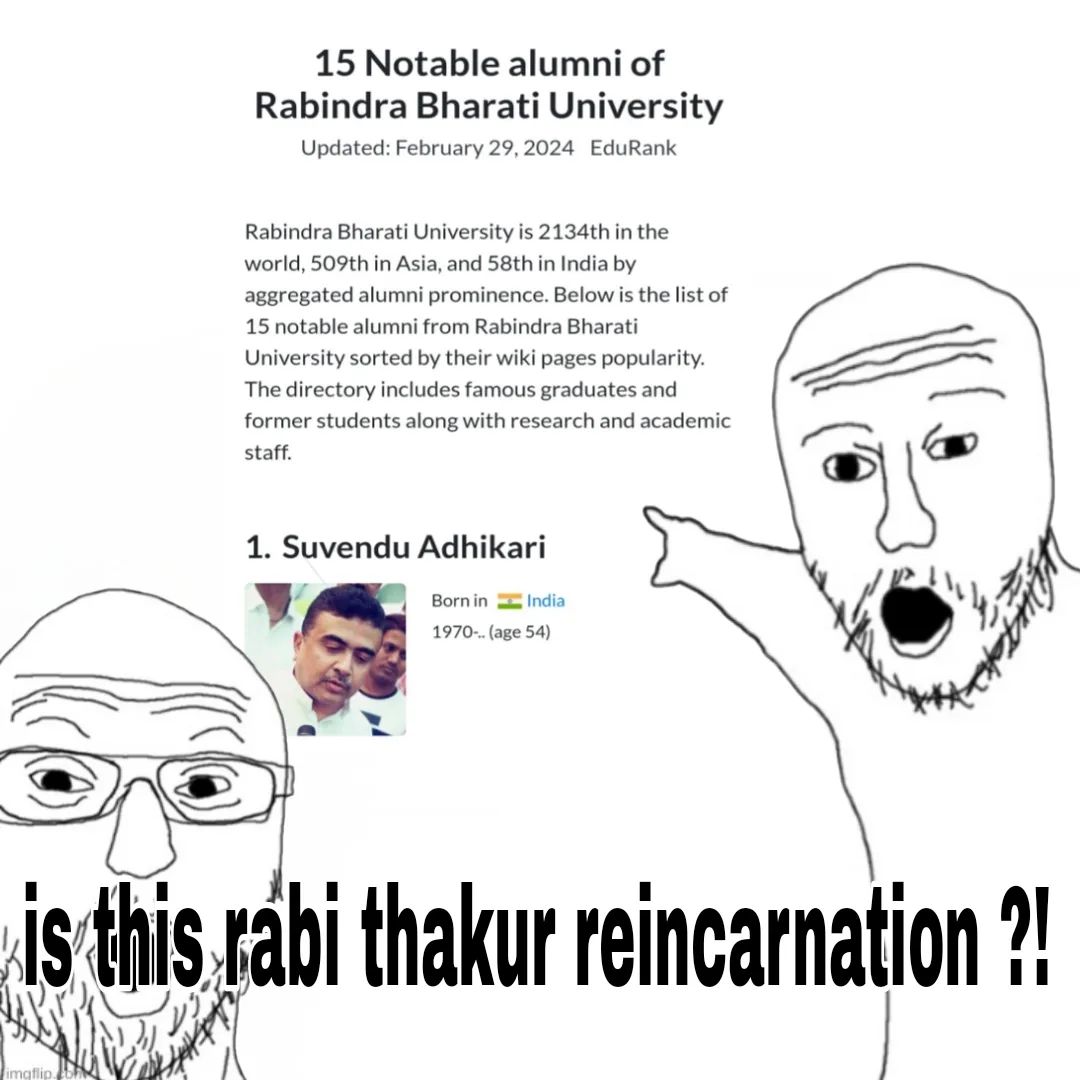 15 Notable alumni of
Rabindra Bharati University
Updated: February 29, 2024 EduRank
Rabindra Bharati University is 2134th in the
world, 509th in Asia, and 58th in India by
aggregated alumni prominence. Below is the list of
15 notable alumni from Rabindra Bharati
University sorted by their wiki pages popularity.
The directory includes famous graduates and
former students along with research and academic
staff.
1. Suvendu Adhikari
Born in India
1970-.. (age 54)
is this rabi thakur reincarnation ?!
imgflip.com